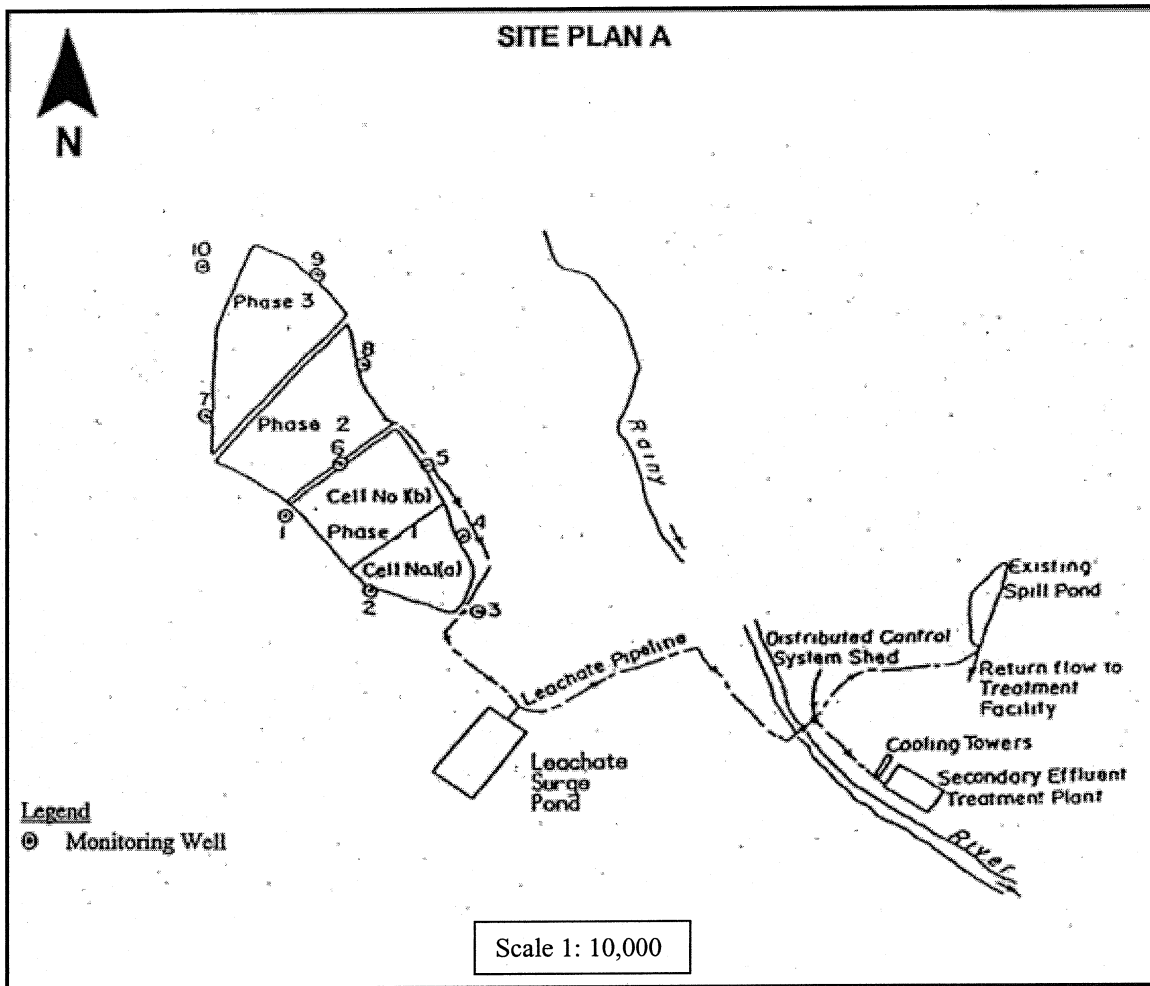 SITE PLAN A
N
10
9
Phase 3
8
7
Phase 2
6
5
Cell No 1(b)
1
Phase 1
4
Cell No.1(a)
2
3
Rainy
Existing
Spill Pond
Distributed Control
System Shed
Leachate Pipeline
Return flow to
Treatment
Facility
Cooling Towers
Leachate
Surge
Pond
Secondary Effluent
Treatment Plant
River
Legend
Monitoring Well
Scale 1: 10,000